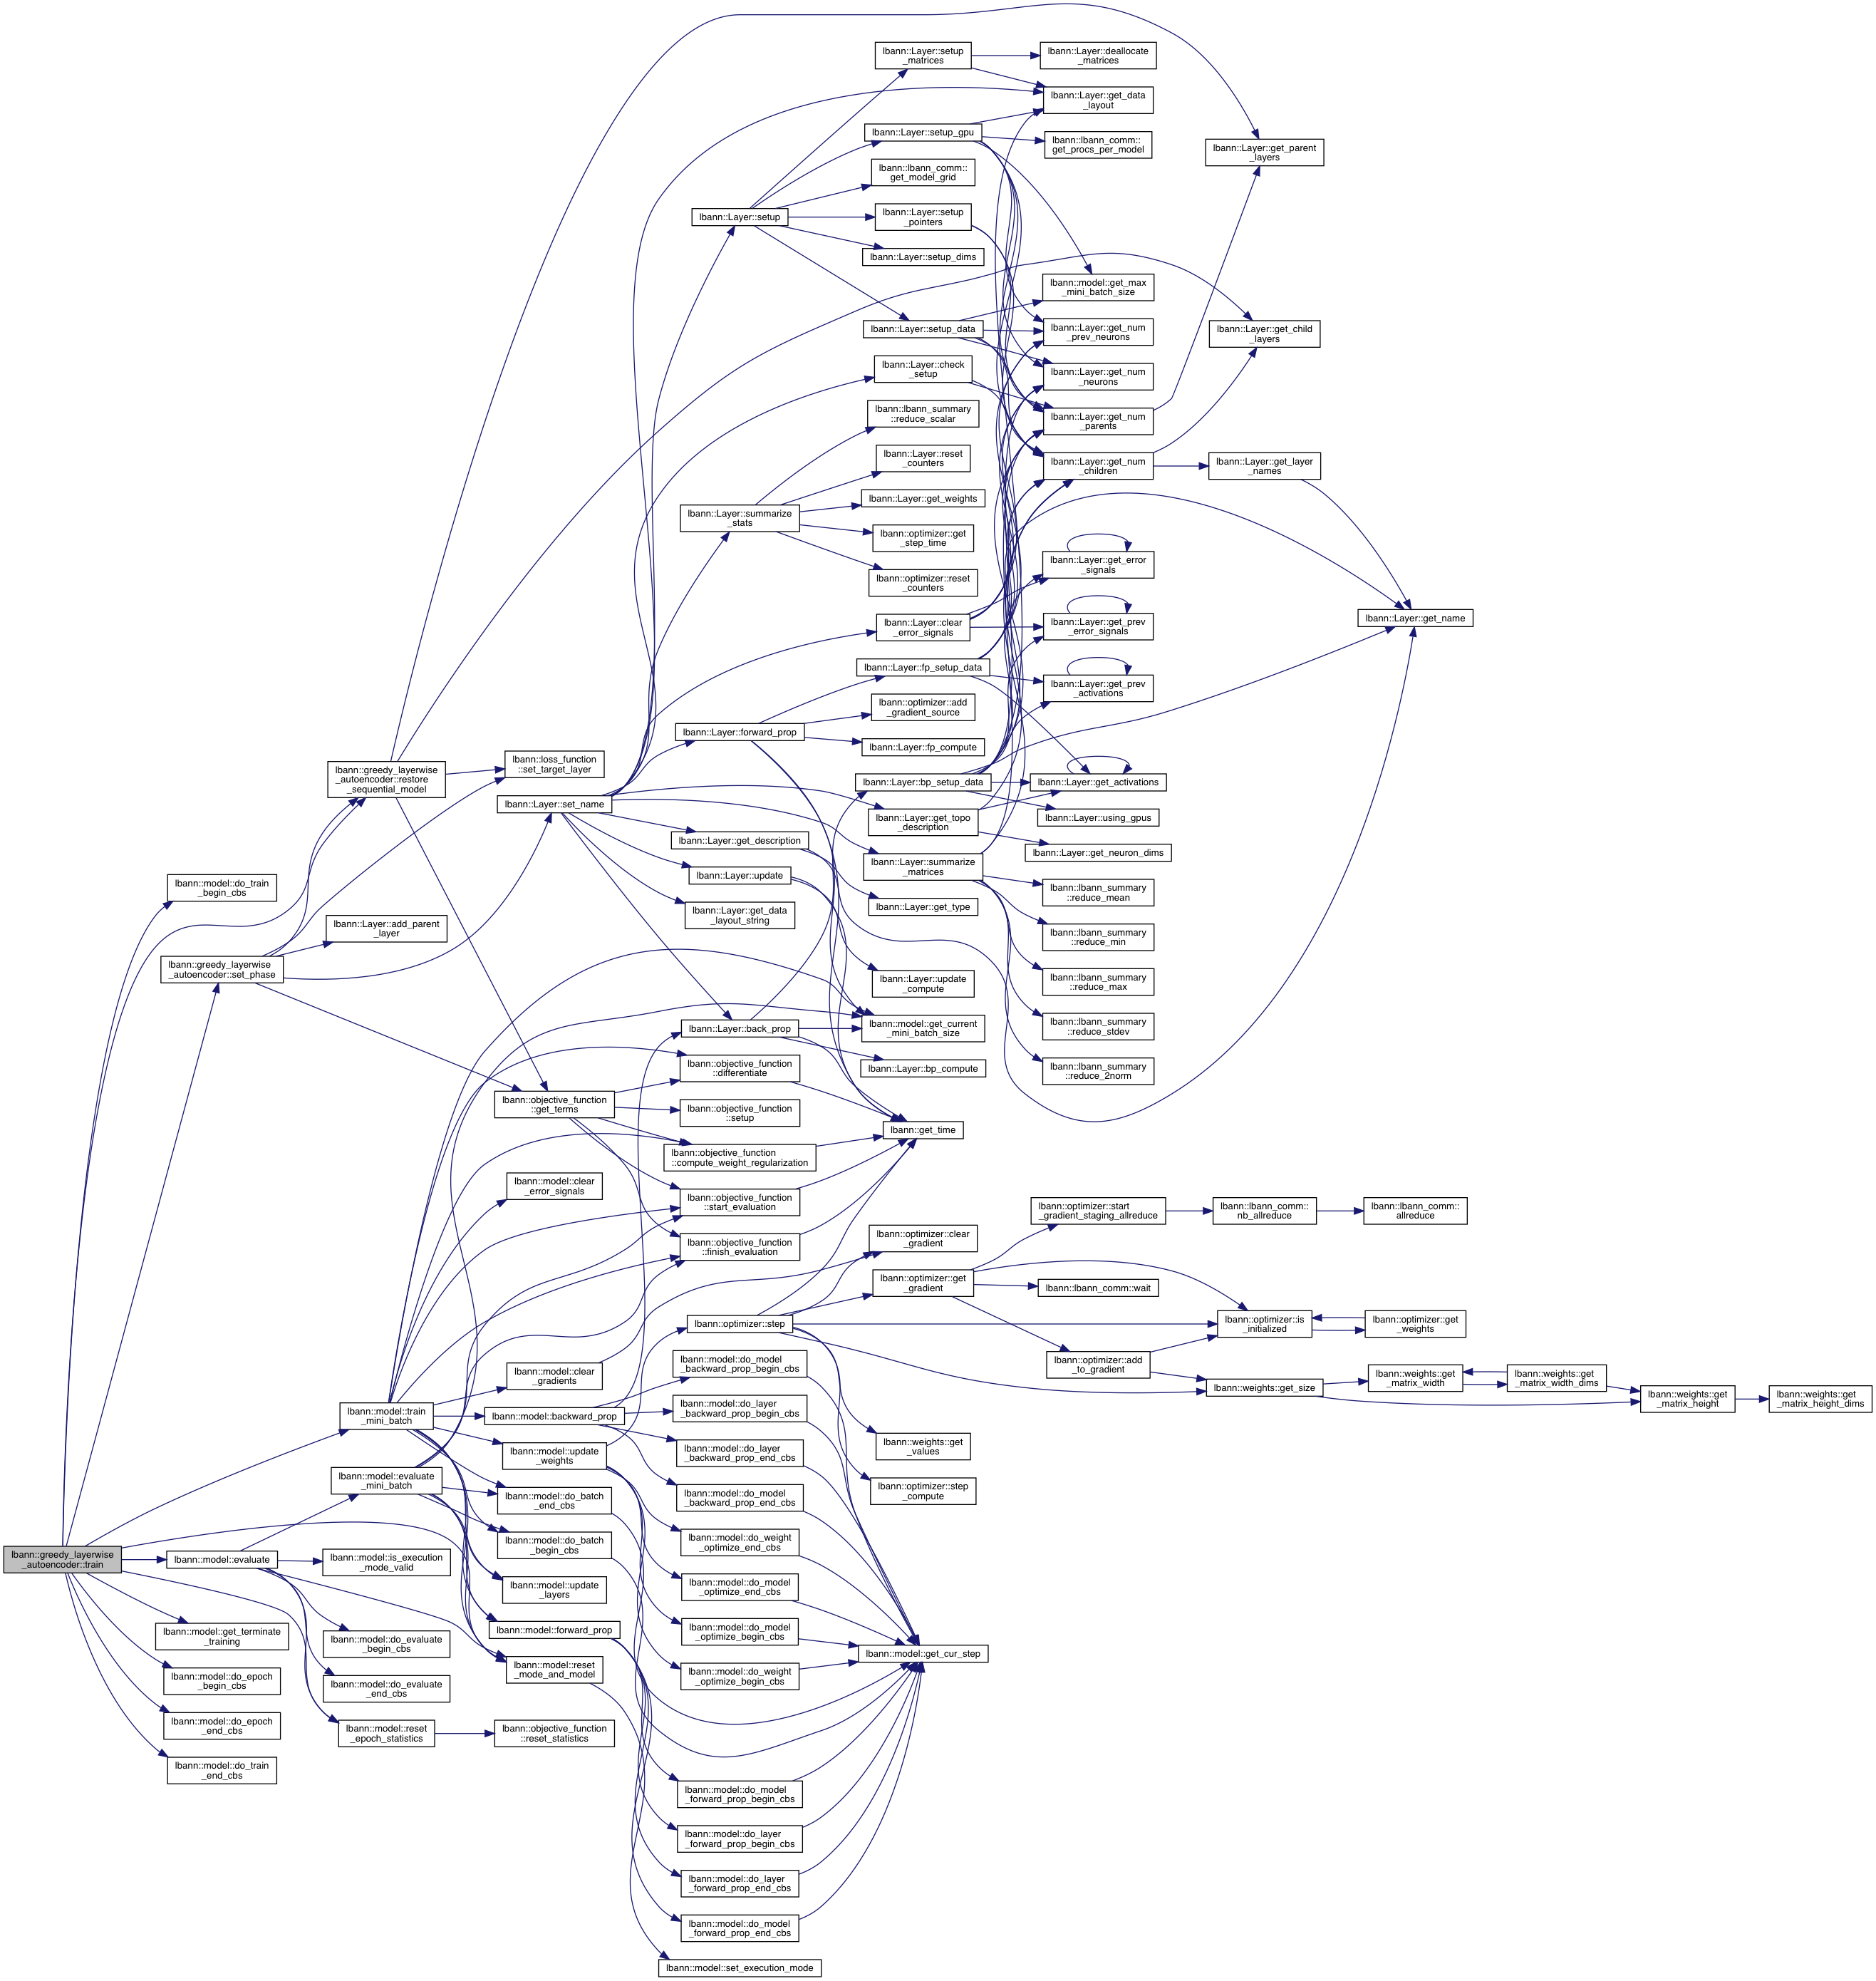 lbann::Layer::setup
_matrices
lbann::Layer::deallocate
_matrices
lbann::Layer::get_data
_layout
lbann::Layer::setup_gpu
lbann::lbann_comm::
get_procs_per_model
lbann::Layer::get_parent
_layers
lbann::lbann_comm::
get_model_grid
lbann::Layer::setup
lbann::Layer::setup
_pointers
lbann::Layer::setup_dims
lbann::model::get_max
_mini_batch_size
lbann::Layer::setup_data
lbann::Layer::get_num
_prev_neurons
lbann::Layer::get_child
_layers
lbann::Layer::check
_setup
lbann::Layer::get_num
_neurons
lbann::lbann_summary
::reduce_scalar
lbann::Layer::get_num
_parents
lbann::Layer::reset
_counters
lbann::Layer::get_num
_children
lbann::Layer::get_layer
_names
lbann::Layer::get_weights
lbann::Layer::summarize
_stats
lbann::optimizer::get
_step_time
lbann::Layer::get_error
_signals
lbann::optimizer::reset
_counters
lbann::Layer::clear
_error_signals
lbann::Layer::get_prev
_error_signals
lbann::Layer::get_name
lbann::Layer::fp_setup_data
lbann::Layer::get_prev
_activations
lbann::optimizer::add
_gradient_source
lbann::Layer::forward_prop
lbann::Layer::fp_compute
lbann::greedy_layerwise
_autoencoder::restore
_sequential_model
lbann::loss_function
::set_target_layer
lbann::Layer::bp_setup_data
lbann::Layer::get_activations
lbann::Layer::set_name
lbann::Layer::get_topo
_description
lbann::Layer::using_gpus
lbann::Layer::get_description
lbann::Layer::get_neuron_dims
lbann::Layer::update
lbann::Layer::summarize
_matrices
lbann::lbann_summary
::reduce_mean
lbann::model::do_train
_begin_cbs
lbann::Layer::get_data
_layout_string
lbann::Layer::get_type
lbann::Layer::add_parent
_layer
lbann::lbann_summary
::reduce_min
lbann::greedy_layerwise
_autoencoder::set_phase
lbann::Layer::update
_compute
lbann::lbann_summary
::reduce_max
lbann::Layer::back_prop
lbann::model::get_current
_mini_batch_size
lbann::lbann_summary
::reduce_stdev
lbann::objective_function
::differentiate
lbann::Layer::bp_compute
lbann::lbann_summary
::reduce_2norm
lbann::objective_function
::get_terms
lbann::objective_function
::setup
lbann::get_time
lbann::objective_function
::compute_weight_regularization
lbann::model::clear
_error_signals
lbann::objective_function
::start_evaluation
lbann::optimizer::start
_gradient_staging_allreduce
lbann::lbann_comm::
nb_allreduce
lbann::lbann_comm::
allreduce
lbann::objective_function
::finish_evaluation
lbann::optimizer::clear
_gradient
lbann::optimizer::get
_gradient
lbann::lbann_comm::wait
lbann::optimizer::step
lbann::optimizer::is
_initialized
lbann::optimizer::get
_weights
lbann::model::clear
_gradients
lbann::model::do_model
_backward_prop_begin_cbs
lbann::optimizer::add
_to_gradient
lbann::weights::get_size
lbann::weights::get
_matrix_width
lbann::weights::get
_matrix_width_dims
lbann::weights::get
_matrix_height
lbann::weights::get
_matrix_height_dims
lbann::model::train
_mini_batch
lbann::model::backward_prop
lbann::model::do_layer
_backward_prop_begin_cbs
lbann::model::update
_weights
lbann::model::do_layer
_backward_prop_end_cbs
lbann::weights::get
_values
lbann::model::evaluate
_mini_batch
lbann::model::do_batch
_end_cbs
lbann::model::do_model
_backward_prop_end_cbs
lbann::optimizer::step
_compute
lbann::greedy_layerwise
_autoencoder::train
lbann::model::evaluate
lbann::model::is_execution
_mode_valid
lbann::model::do_batch
_begin_cbs
lbann::model::do_weight
_optimize_end_cbs
lbann::model::update
_layers
lbann::model::do_model
_optimize_end_cbs
lbann::model::get_terminate
_training
lbann::model::do_evaluate
_begin_cbs
lbann::model::forward_prop
lbann::model::do_model
_optimize_begin_cbs
lbann::model::get_cur_step
lbann::model::do_epoch
_begin_cbs
lbann::model::do_evaluate
_end_cbs
lbann::model::reset
_mode_and_model
lbann::model::do_weight
_optimize_begin_cbs
lbann::model::do_epoch
_end_cbs
lbann::model::reset
_epoch_statistics
lbann::objective_function
::reset_statistics
lbann::model::do_train
_end_cbs
lbann::model::do_model
_forward_prop_begin_cbs
lbann::model::do_layer
_forward_prop_begin_cbs
lbann::model::do_layer
_forward_prop_end_cbs
lbann::model::do_model
_forward_prop_end_cbs
lbann::model::set_execution_mode